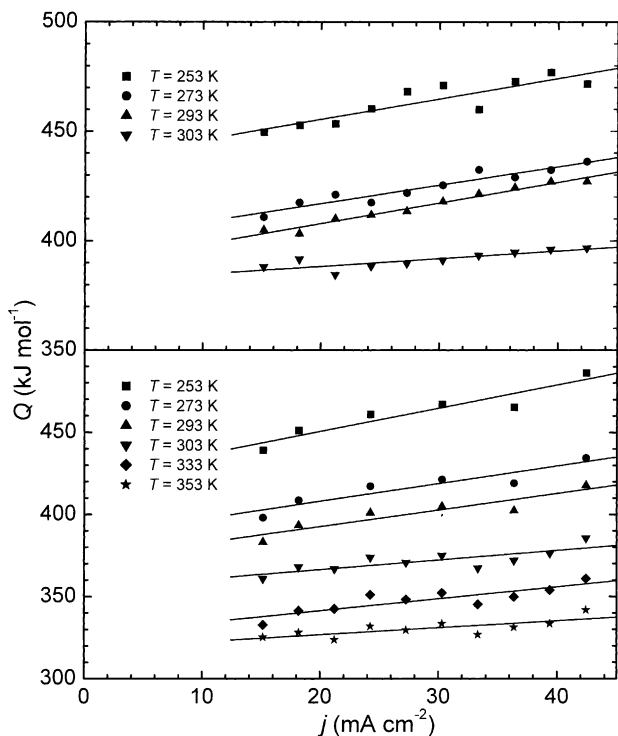 500
450
400
350
T = 253 K
T = 273 K
T = 293 K
T = 303 K
Q (kJ mol⁻¹)
450
400
350
300
T = 253 K
T = 273 K
T = 293 K
T = 303 K
T = 333 K
T = 353 K
0 10 20 30 40
j (mA cm⁻²)